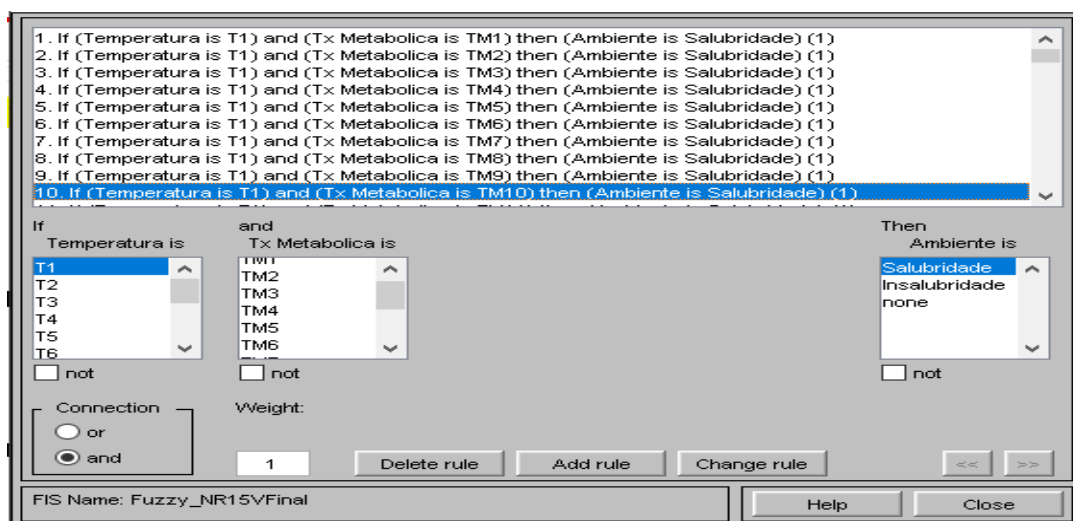 1. If (Temperatura is T1) and (Tx Metabolica is TM1) then (Ambiente is Salubridade) (1)
2. If (Temperatura is T1) and (Tx Metabolica is TM2) then (Ambiente is Salubridade) (1)
3. If (Temperatura is T1) and (Tx Metabolica is TM3) then (Ambiente is Salubridade) (1)
4. If (Temperatura is T1) and (Tx Metabolica is TM4) then (Ambiente is Salubridade) (1)
5. If (Temperatura is T1) and (Tx Metabolica is TM5) then (Ambiente is Salubridade) (1)
6. If (Temperatura is T1) and (Tx Metabolica is TM6) then (Ambiente is Salubridade) (1)
7. If (Temperatura is T1) and (Tx Metabolica is TM7) then (Ambiente is Salubridade) (1)
8. If (Temperatura is T1) and (Tx Metabolica is TM8) then (Ambiente is Salubridade) (1)
9. If (Temperatura is T1) and (Tx Metabolica is TM9) then (Ambiente is Salubridade) (1)
10. If (Temperatura is T1) and (Tx Metabolica is TM10) then (Ambiente is Salubridade) (1)
If
Temperatura is
T1
T2
T3
T4
T5
T6
not
and
Tx Metabolica is
TM1
TM2
TM3
TM4
TM5
TM6
not
Then
Ambiente is
Salubridade
Insalubridade
none
not
Connection
or
and
Weight:
1
Delete rule
Add rule
Change rule
<<
>>
FIS Name: Fuzzy_NR15VFinal
Help
Close